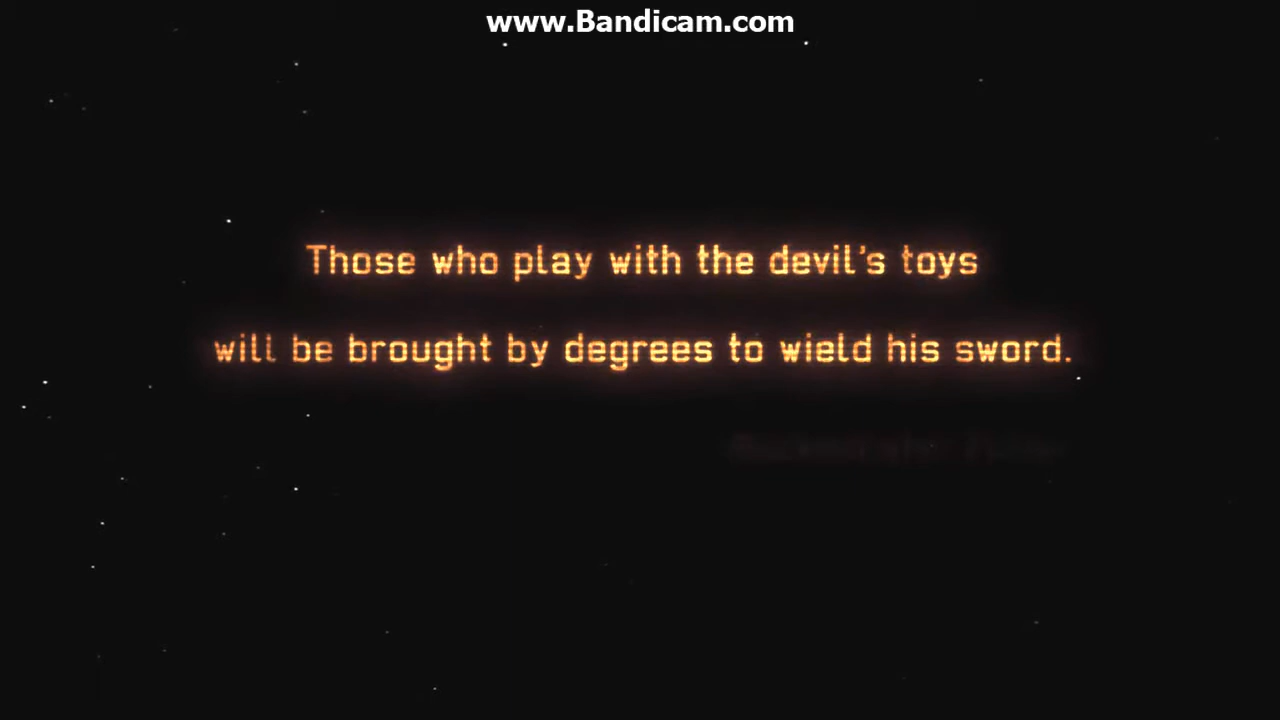 www.Bandicam.com
Those who play with the devil's toys
will be brought by degrees to wield his sword.